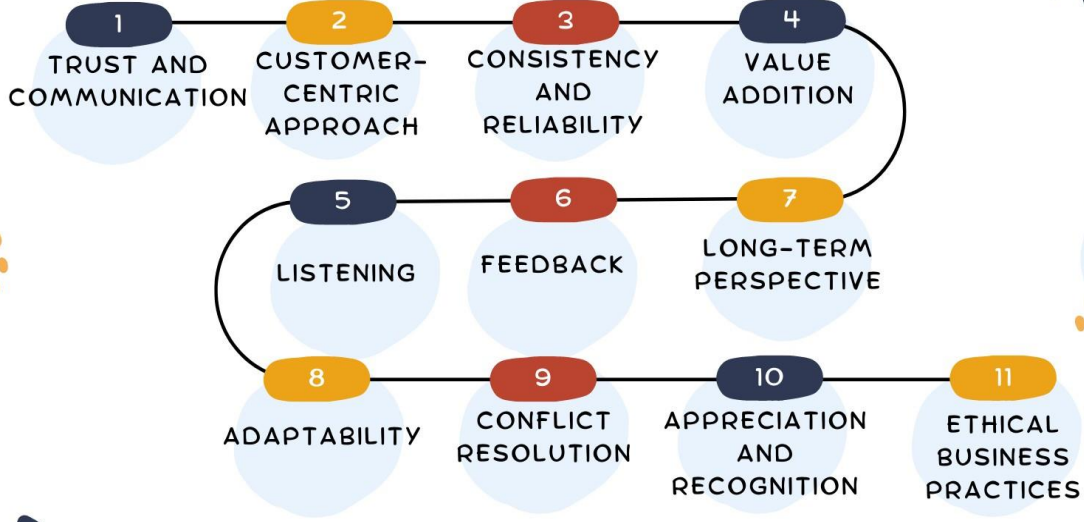 1
TRUST AND
COMMUNICATION
2
CUSTOMER-
CENTRIC
APPROACH
3
CONSISTENCY
AND
RELIABILITY
4
VALUE
ADDITION
5
LISTENING
6
FEEDBACK
7
LONG-TERM
PERSPECTIVE
8
ADAPTABILITY
9
CONFLICT
RESOLUTION
10
APPRECIATION
AND
RECOGNITION
11
ETHICAL
BUSINESS
PRACTICES